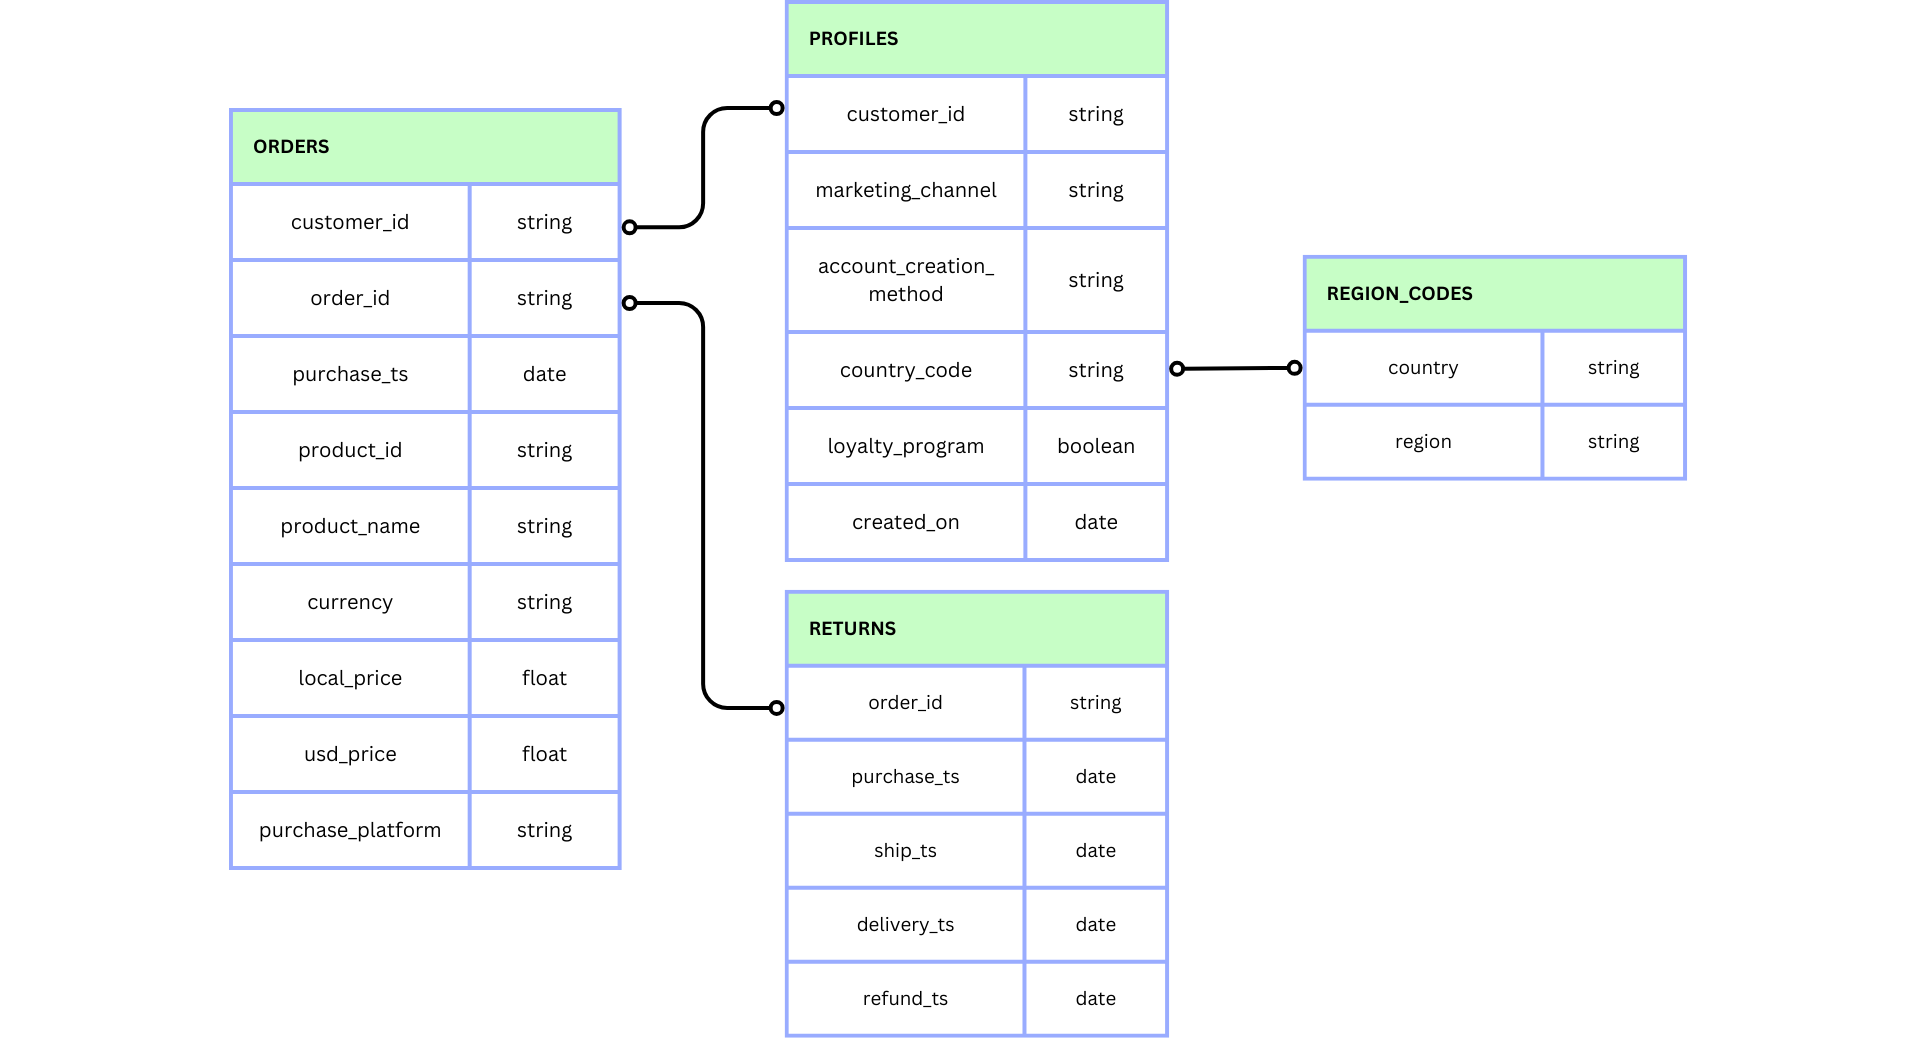 ORDERS
customer_id string
order_id string
purchase_ts date
product_id string
product_name string
currency string
local_price float
usd_price float
purchase_platform string
PROFILES
customer_id string
marketing_channel string
account_creation_
method
string
country_code string
loyalty_program boolean
created_on date
RETURNS
order_id string
purchase_ts date
ship_ts date
delivery_ts date
refund_ts date
REGION_CODES
country string
region string